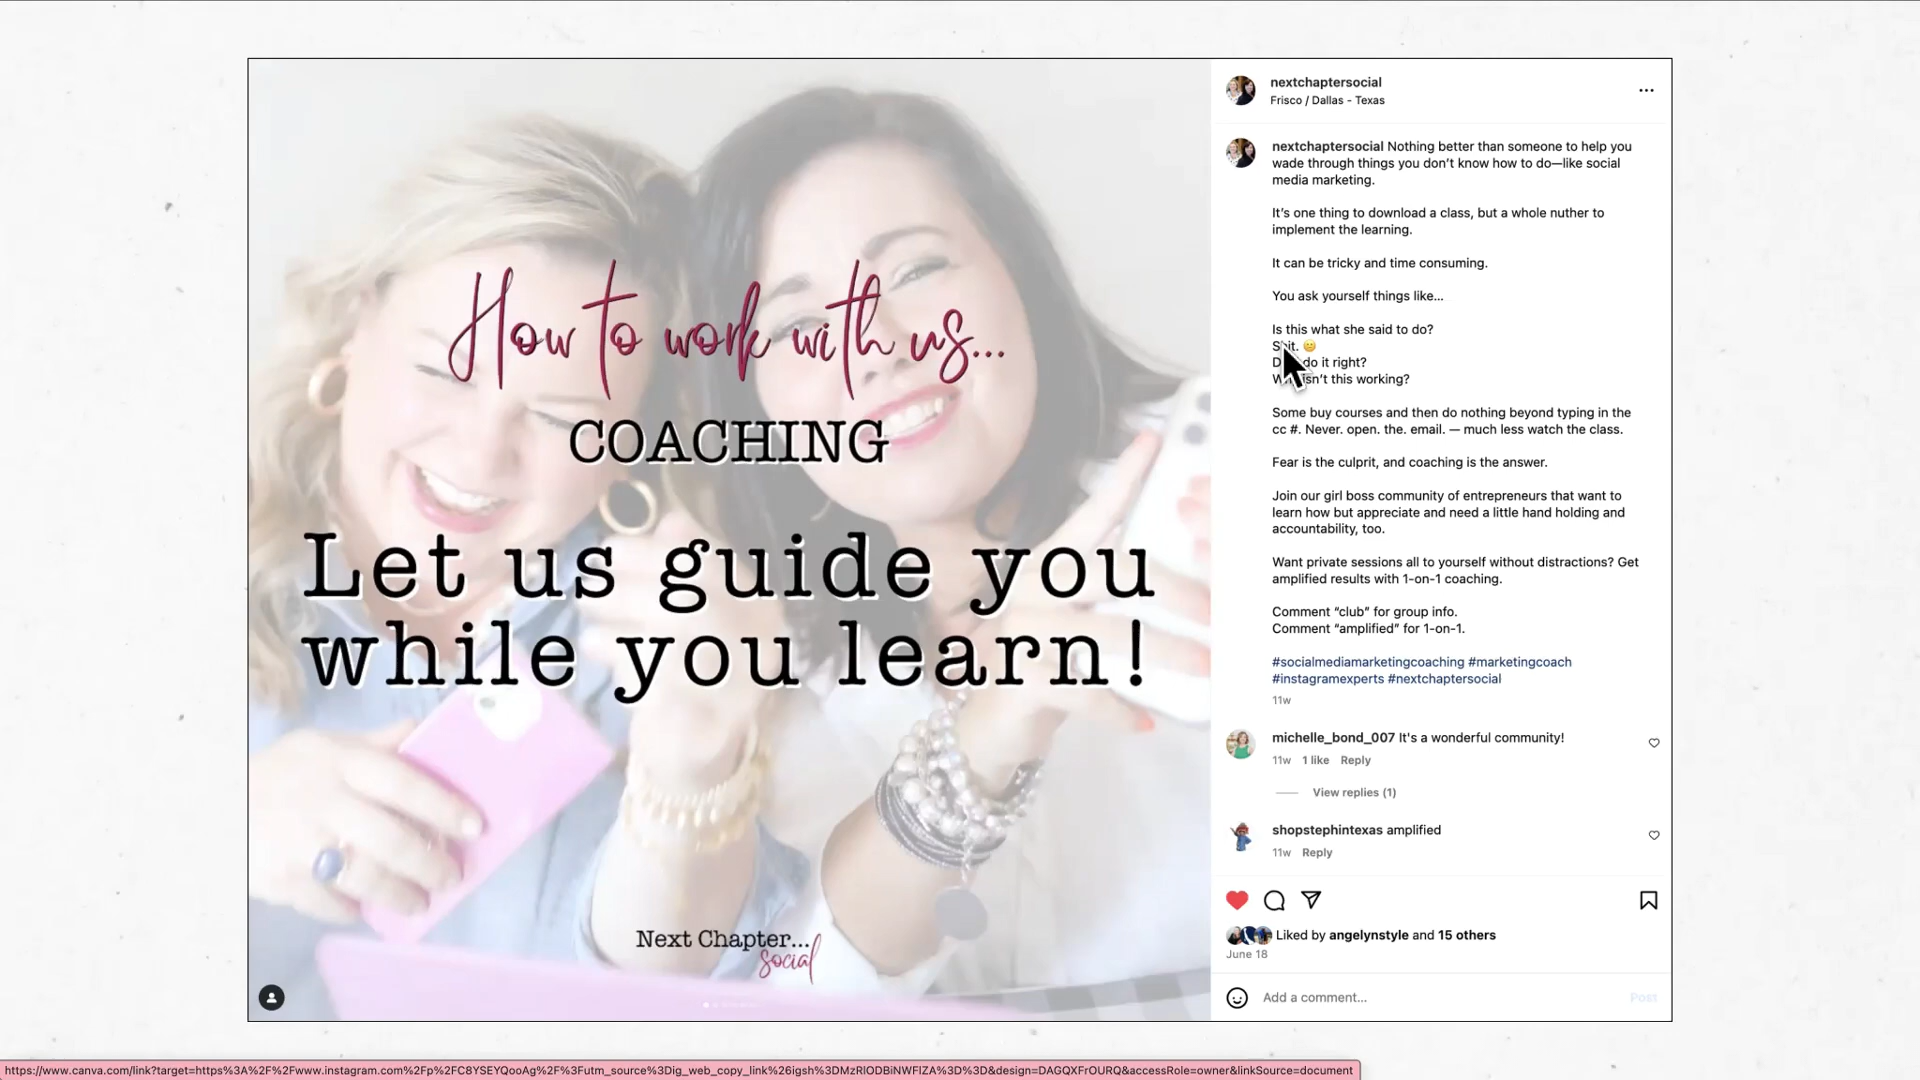 How to work with us...
COACHING
Let us guide you
while you learn!
Next Chapter...
social
nextchaptersocial
Frisco / Dallas - Texas
nextchaptersocial Nothing better than someone to help you
wade through things you don’t know how to do—like social
media marketing.
It’s one thing to download a class, but a whole nuther to
implement the learning.
It can be tricky and time consuming.
You ask yourself things like...
Is this what she said to do?
do it right?
isn’t this working?
Some buy courses and then do nothing beyond typing in the
cc #. Never. open. the. email. — much less watch the class.
Fear is the culprit, and coaching is the answer.
Join our girl boss community of entrepreneurs that want to
learn how but appreciate and need a little hand holding and
accountability, too.
Want private sessions all to yourself without distractions? Get
amplified results with 1-on-1 coaching.
Comment “club” for group info.
Comment “amplified” for 1-on-1.
#socialmediamarketingcoaching #marketingcoach
#instagramexperts #nextchaptersocial
11w
michelle_bond_007 It's a wonderful community!
11w 1 like Reply
View replies (1)
shopstephintexas amplified
11w Reply
Liked by angelynstyle and 15 others
June 18
Add a comment...
Post
https://www.canva.com/link?target=https%3A%2F%2Fwww.instagram.com%2Fp%2FC8YSEYQooAg%2F%3Futm_source%3Dig_web_copy_link%26igsh%3DMzRlODBiNWFlZA%3D%3D&design=DAGQXFrOURQ&accessRole=owner&linkSource=document